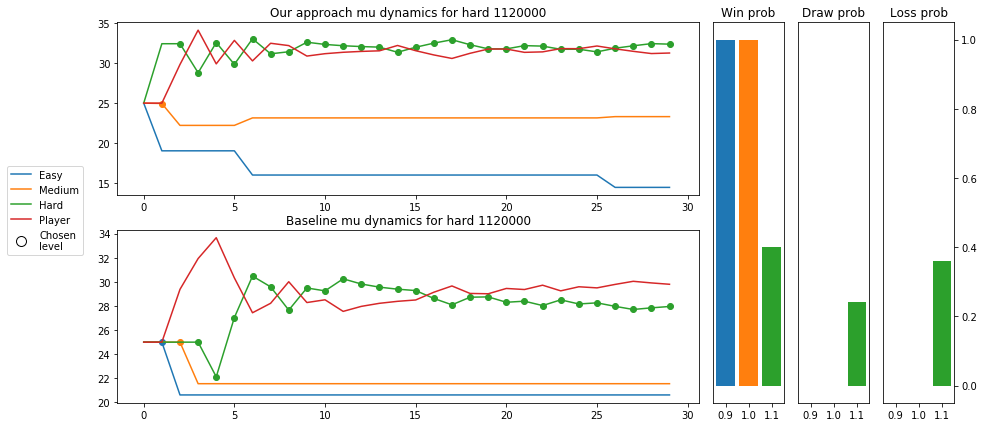 Our approach mu dynamics for hard 1120000
35
30
25
20
15
0 5 10 15 20 25 30
Baseline mu dynamics for hard 1120000
34
32
30
28
26
24
22
20
0 5 10 15 20 25 30
Easy
Medium
Hard
Player
Chosen
level
Win prob
0.9 1.0 1.1
Draw prob
0.9 1.0 1.1
Loss prob
1.0
0.8
0.6
0.4
0.2
0.0
0.9 1.0 1.1